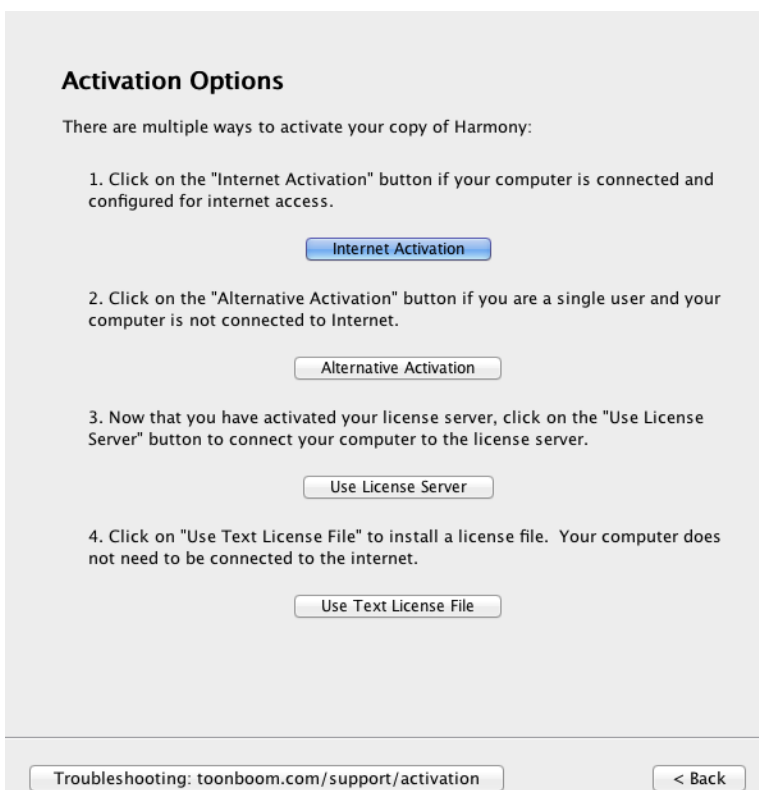 Activation Options
There are multiple ways to activate your copy of Harmony:
1. Click on the "Internet Activation" button if your computer is connected and
configured for internet access.
Internet Activation
2. Click on the "Alternative Activation" button if you are a single user and your
computer is not connected to Internet.
Alternative Activation
3. Now that you have activated your license server, click on the "Use License
Server" button to connect your computer to the license server.
Use License Server
4. Click on "Use Text License File" to install a license file.  Your computer does
not need to be connected to the internet.
Use Text License File
Troubleshooting: toonboom.com/support/activation
< Back